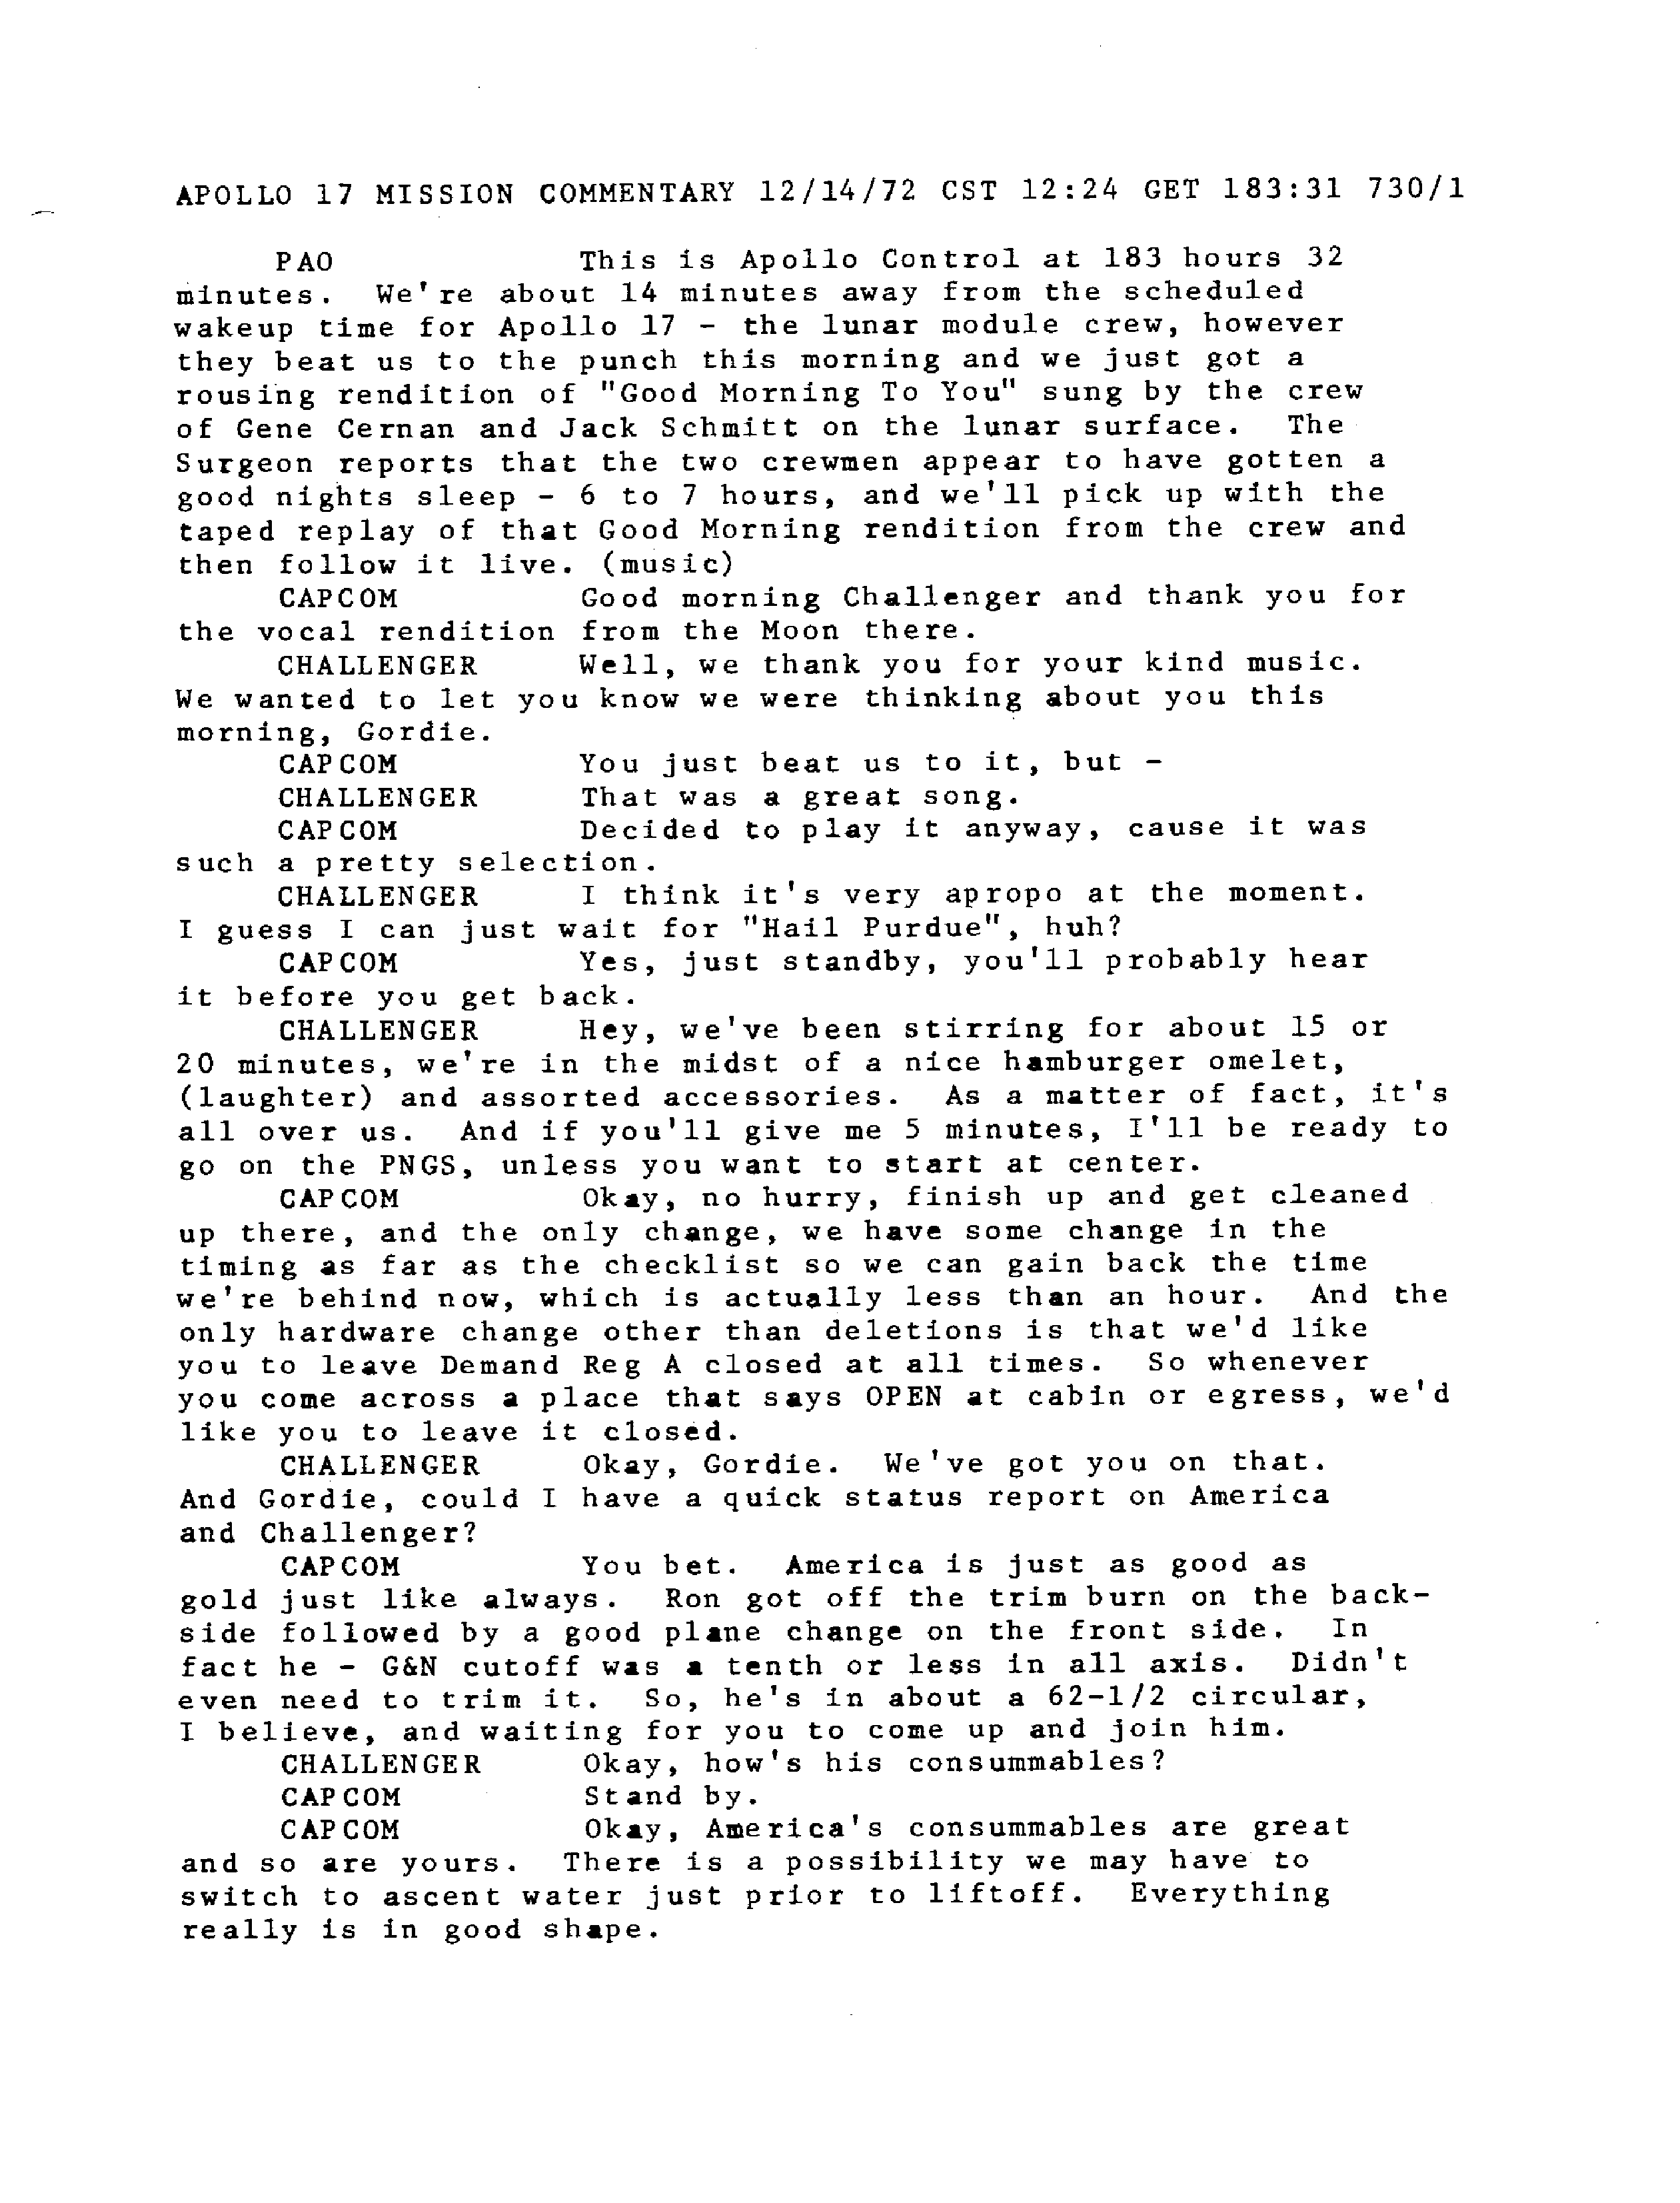 APOLLO 17 MISSION COMMENTARY 12/14/72 CST 12:24 GET 183:31 730/1
PAO This is Apollo Control at 183 hours 32
minutes. We're about 14 minutes away from the scheduled
wakeup time for Apollo 17 - the lunar module crew, however
they beat us to the punch this morning and we just got a
rousing rendition of "Good Morning To You" sung by the crew
of Gene Cernan and Jack Schmitt on the lunar surface. The
Surgeon reports that the two crewmen appear to have gotten a
good nights sleep - 6 to 7 hours, and we'll pick up with the
taped replay of that Good Morning rendition from the crew and
then follow it live. (music)
CAPCOM Good morning Challenger and thank you for
the vocal rendition from the Moon there.
CHALLENGER Well, we thank you for your kind music.
We wanted to let you know we were thinking about you this
morning, Gordie.
CAPCOM You just beat us to it, but -
CHALLENGER That was a great song.
CAPCOM Decided to play it anyway, cause it was
such a pretty selection.
CHALLENGER I think it's very apropo at the moment.
I guess I can just wait for "Hail Purdue", huh?
CAPCOM Yes, just standby, you'll probably hear
it before you get back.
CHALLENGER Hey, we've been stirring for about 15 or
20 minutes, we're in the midst of a nice hamburger omelet,
(laughter) and assorted accessories. As a matter of fact, it's
all over us. And if you'll give me 5 minutes, I'll be ready to
go on the PNGS, unless you want to start at center.
CAPCOM Okay, no hurry, finish up and get cleaned
up there, and the only change, we have some change in the
timing as far as the checklist so we can gain back the time
we're behind now, which is actually less than an hour. And the
only hardware change other than deletions is that we'd like
you to leave Demand Reg A closed at all times. So whenever
you come across a place that says OPEN at cabin or egress, we'd
like you to leave it closed.
CHALLENGER Okay, Gordie. We've got you on that.
And Gordie, could I have a quick status report on America
and Challenger?
CAPCOM You bet. America is just as good as
gold just like always. Ron got off the trim burn on the back-
side followed by a good plane change on the front side. In
fact he - G&N cutoff was a tenth or less in all axis. Didn't
even need to trim it. So, he's in about a 62-1/2 circular,
I believe, and waiting for you to come up and join him.
CHALLENGER Okay, how's his consummables?
CAPCOM Stand by.
CAPCOM Okay, America's consummables are great
and so are yours. There is a possibility we may have to
switch to ascent water just prior to liftoff. Everything
really is in good shape.